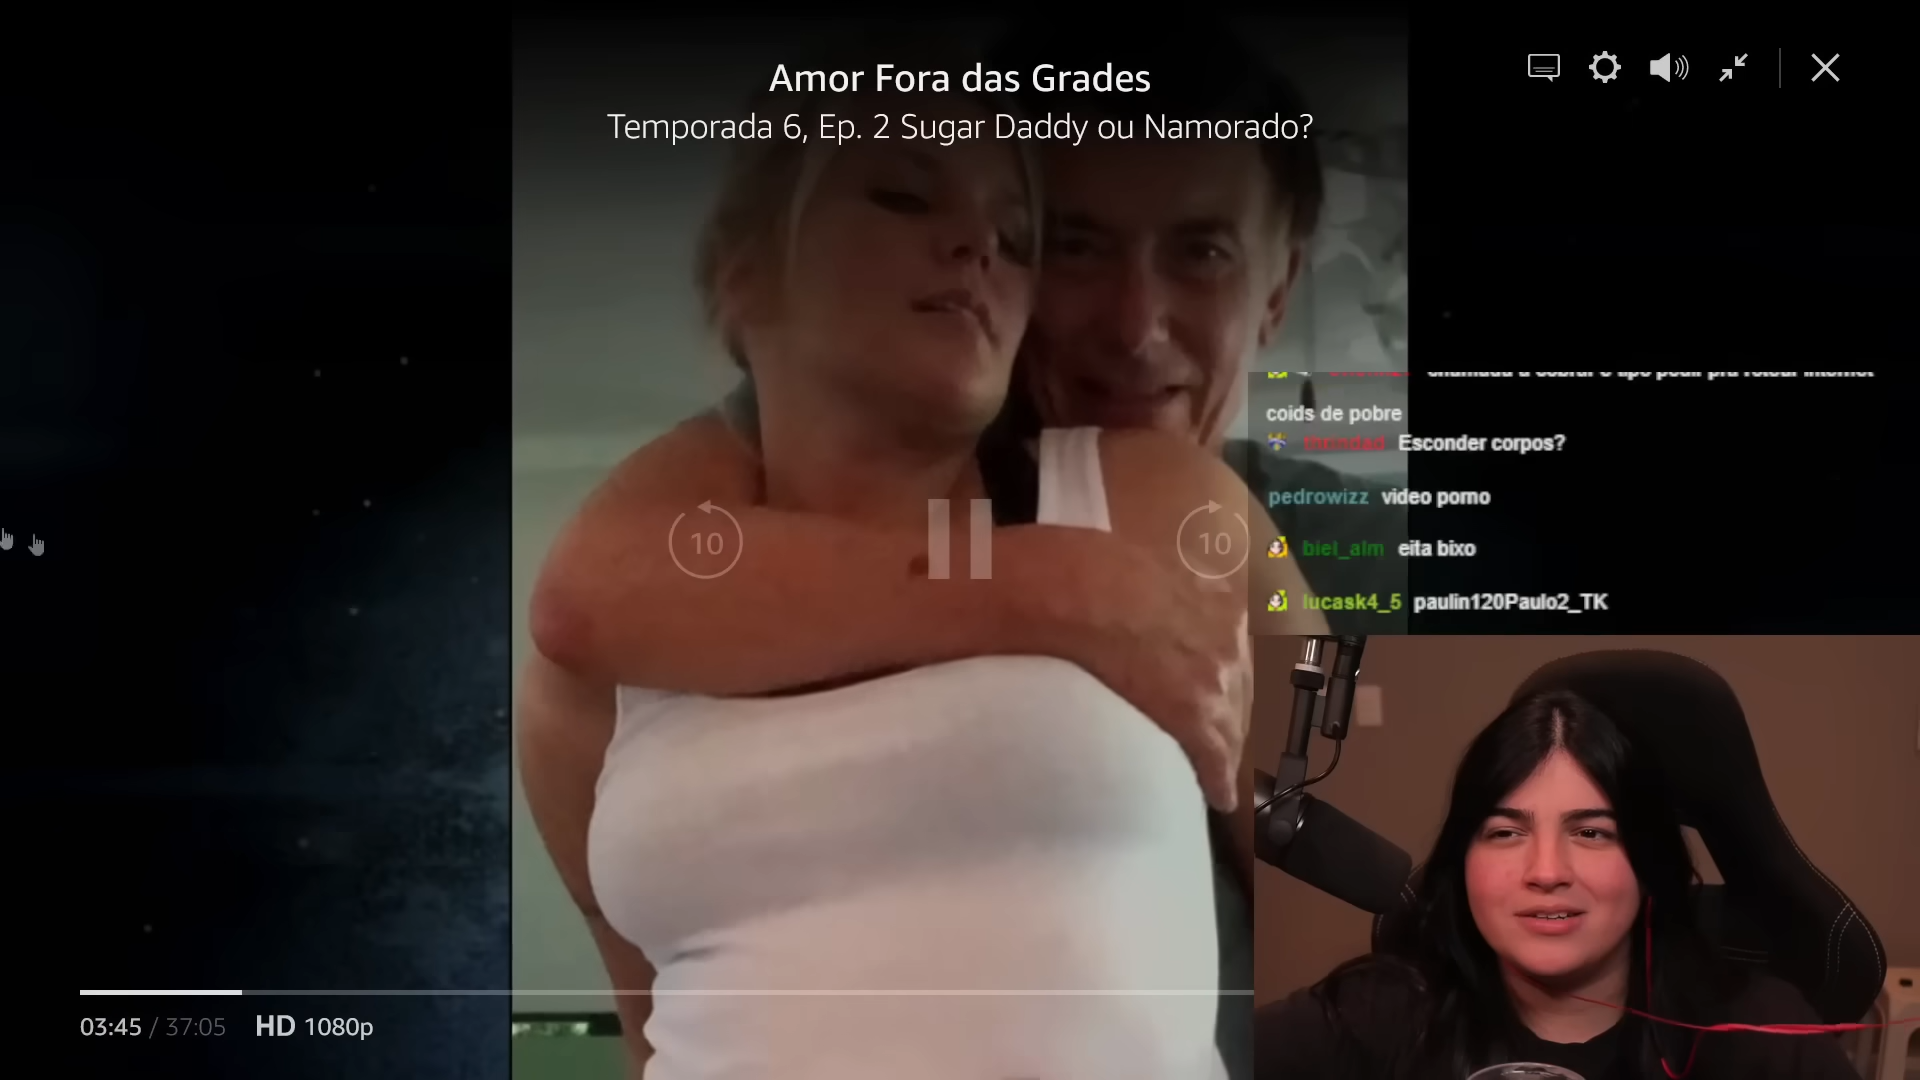 Amor Fora das Grades
Temporada 6, Ep. 2 Sugar Daddy ou Namorado?
coids de pobre
Esconder corpos?
pedrowizz video porno
biel_alm eita bixo
lucask4_5 paulin120Paulo2_TK
10
10
03:45 / 37:05 HD 1080p